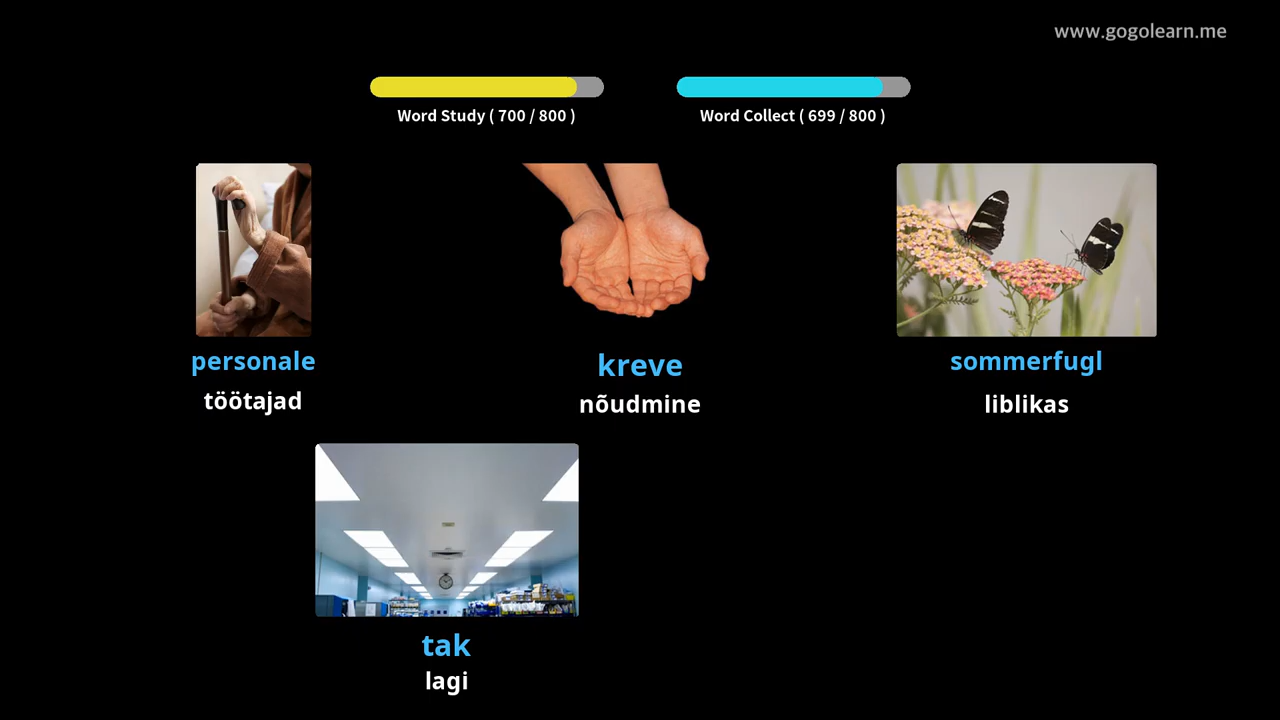 www.gogolearn.me
Word Study ( 700 / 800 )
Word Collect ( 699 / 800 )
personale
töötajad
kreve
nõudmine
sommerfugl
liblikas
tak
lagi